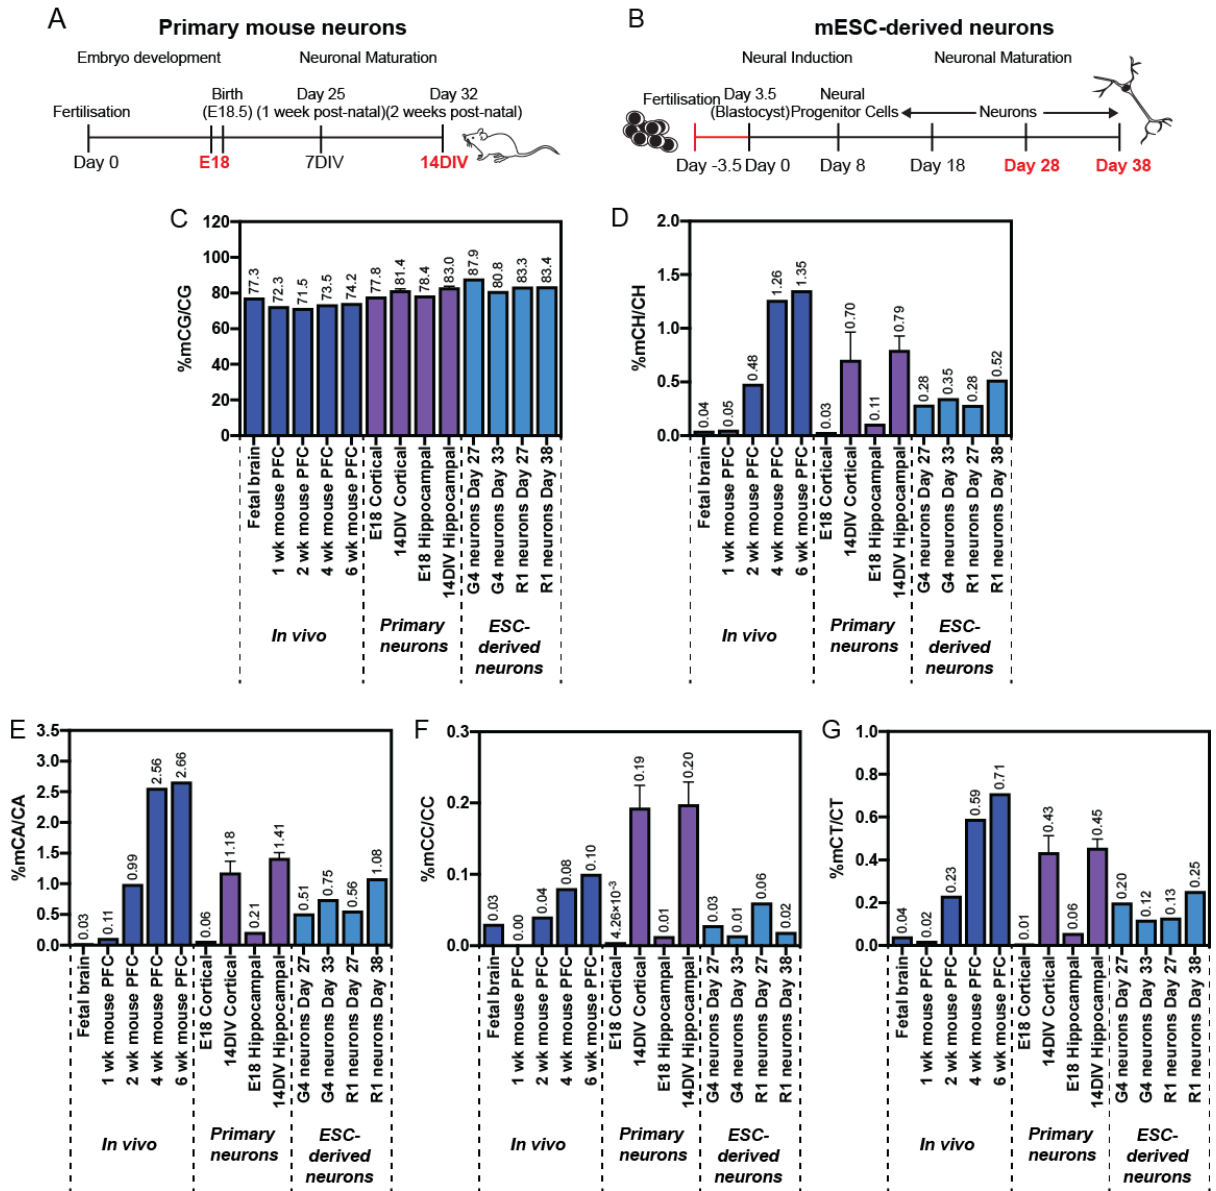 A
Primary mouse neurons
Embryo development
Neuronal Maturation
Fertilisation
Birth
(E18.5)
Day 25
(1 week post-natal)
Day 32
(2 weeks post-natal)
Day 0
E18
7DIV
14DIV
B
mESC-derived neurons
Neural Induction
Neuronal Maturation
Fertilisation
Day 3.5
(Blastocyst)
Neural
Progenitor Cells
Neurons
Day -3.5
Day 0
Day 8
Day 18
Day 28
Day 38
C
%mCG/CG
120
100
80
60
40
20
0
77.3
72.3
71.5
73.5
74.2
77.8
81.4
78.4
83.0
87.9
80.8
83.3
83.4
Fetal brain
1 wk mouse PFC
2 wk mouse PFC
4 wk mouse PFC
6 wk mouse PFC
E18 Cortical
14DIV Cortical
E18 Hippocampal
14DIV Hippocampal
G4 neurons Day 27
G4 neurons Day 33
R1 neurons Day 27
R1 neurons Day 38
In vivo
Primary
neurons
ESC-
derived
neurons
D
%mCH/CH
2.0
1.5
1.0
0.5
0.0
0.04
0.05
0.48
1.26
1.35
0.03
0.70
0.11
0.79
0.28
0.35
0.28
0.52
Fetal brain
1 wk mouse PFC
2 wk mouse PFC
4 wk mouse PFC
6 wk mouse PFC
E18 Cortical
14DIV Cortical
E18 Hippocampal
14DIV Hippocampal
G4 neurons Day 27
G4 neurons Day 33
R1 neurons Day 27
R1 neurons Day 38
In vivo
Primary
neurons
ESC-
derived
neurons
E
%mCA/CA
3.5
3.0
2.5
2.0
1.5
1.0
0.5
0.0
0.03
0.11
0.99
2.56
2.66
0.06
1.18
0.21
1.41
0.51
0.75
0.56
1.08
Fetal brain
1 wk mouse PFC
2 wk mouse PFC
4 wk mouse PFC
6 wk mouse PFC
E18 Cortical
14DIV Cortical
E18 Hippocampal
14DIV Hippocampal
G4 neurons Day 27
G4 neurons Day 33
R1 neurons Day 27
R1 neurons Day 38
In vivo
Primary
neurons
ESC-
derived
neurons
F
%mCC/CC
0.3
0.2
0.1
0.0
0.03
0.00
0.04
0.08
0.10
4.26×10-3
0.19
0.01
0.20
0.03
0.01
0.06
0.02
Fetal brain
1 wk mouse PFC
2 wk mouse PFC
4 wk mouse PFC
6 wk mouse PFC
E18 Cortical
14DIV Cortical
E18 Hippocampal
14DIV Hippocampal
G4 neurons Day 27
G4 neurons Day 33
R1 neurons Day 27
R1 neurons Day 38
In vivo
Primary
neurons
ESC-
derived
neurons
G
%mCT/CT
1.0
0.8
0.6
0.4
0.2
0.0
0.04
0.02
0.23
0.59
0.71
0.01
0.43
0.06
0.45
0.20
0.12
0.13
0.25
Fetal brain
1 wk mouse PFC
2 wk mouse PFC
4 wk mouse PFC
6 wk mouse PFC
E18 Cortical
14DIV Cortical
E18 Hippocampal
14DIV Hippocampal
G4 neurons Day 27
G4 neurons Day 33
R1 neurons Day 27
R1 neurons Day 38
In vivo
Primary
neurons
ESC-
derived
neurons